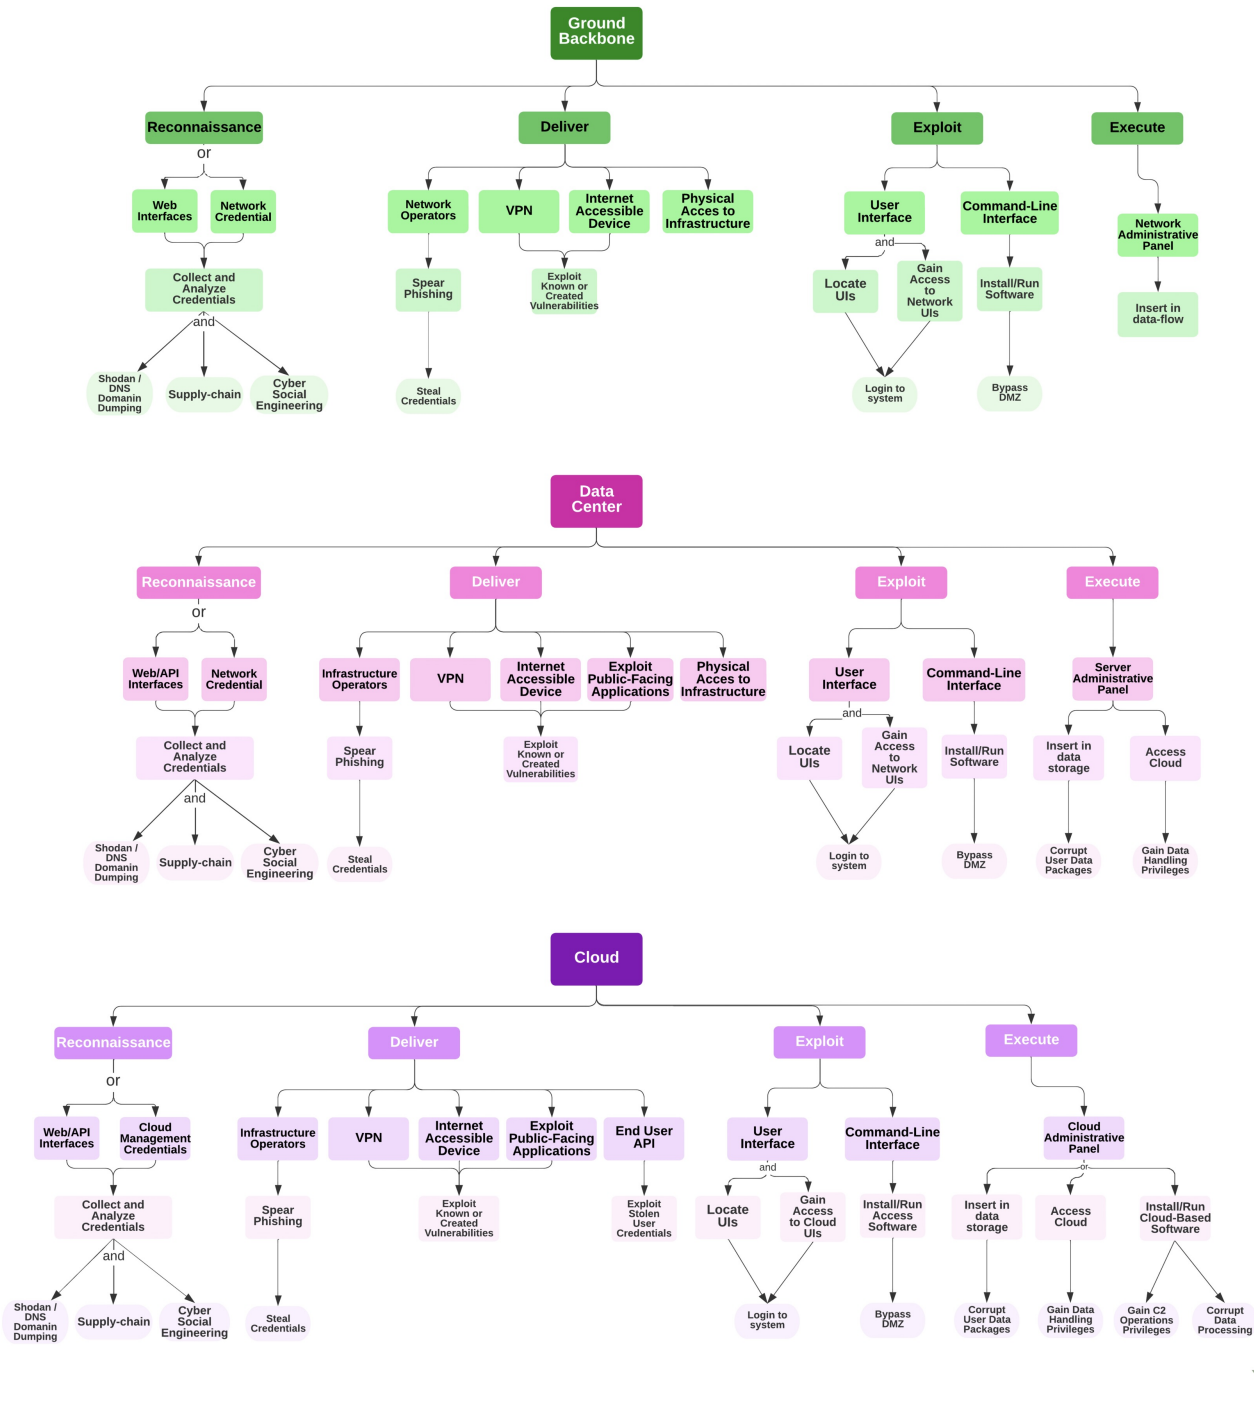 Ground
Backbone
Reconnaissance
Deliver
Exploit
Execute
or
Web
Interfaces
Network
Credential
Network
Operators
VPN
Internet
Accessible
Device
Physical
Acces to
Infrastructure
User
Interface
Command-Line
Interface
Network
Administrative
Panel
and
Collect and
Analyze
Credentials
Spear
Phishing
Exploit
Known or
Created
Vulnerabilities
Locate
UIs
Gain
Access
to
Network
UIs
Install/Run
Software
Insert in
data-flow
and
Shodan /
DNS
Domanin
Dumping
Supply-chain
Cyber
Social
Engineering
Steal
Credentials
Login to
system
Bypass
DMZ
Data
Center
Reconnaissance
Deliver
Exploit
Execute
or
Web/API
Interfaces
Network
Credential
Infrastructure
Operators
VPN
Internet
Accessible
Device
Exploit
Public-Facing
Applications
Physical
Acces to
Infrastructure
User
Interface
Command-Line
Interface
Server
Administrative
Panel
and
Collect and
Analyze
Credentials
Spear
Phishing
Exploit
Known or
Created
Vulnerabilities
Locate
UIs
Gain
Access
to
Network
UIs
Install/Run
Software
Insert in
data
storage
Access
Cloud
and
Shodan /
DNS
Domanin
Dumping
Supply-chain
Cyber
Social
Engineering
Steal
Credentials
Login to
system
Bypass
DMZ
Corrupt
User Data
Packages
Gain Data
Handling
Privileges
Cloud
Reconnaissance
Deliver
Exploit
Execute
or
Web/API
Interfaces
Cloud
Management
Credentials
Infrastructure
Operators
VPN
Internet
Accessible
Device
Exploit
Public-Facing
Applications
End User
API
User
Interface
Command-Line
Interface
Cloud
Administrative
Panel
and
or
Collect and
Analyze
Credentials
Spear
Phishing
Exploit
Known or
Created
Vulnerabilities
Exploit
Stolen
User
Credentials
Locate
UIs
Gain
Access
to Cloud
UIs
Install/Run
Access
Software
Insert in
data
storage
Access
Cloud
Install/Run
Cloud-Based
Software
and
Shodan /
DNS
Domanin
Dumping
Supply-chain
Cyber
Social
Engineering
Steal
Credentials
Login to
system
Bypass
DMZ
Corrupt
User Data
Packages
Gain Data
Handling
Privileges
Gain C2
Operations
Privileges
Corrupt
Data
Processing